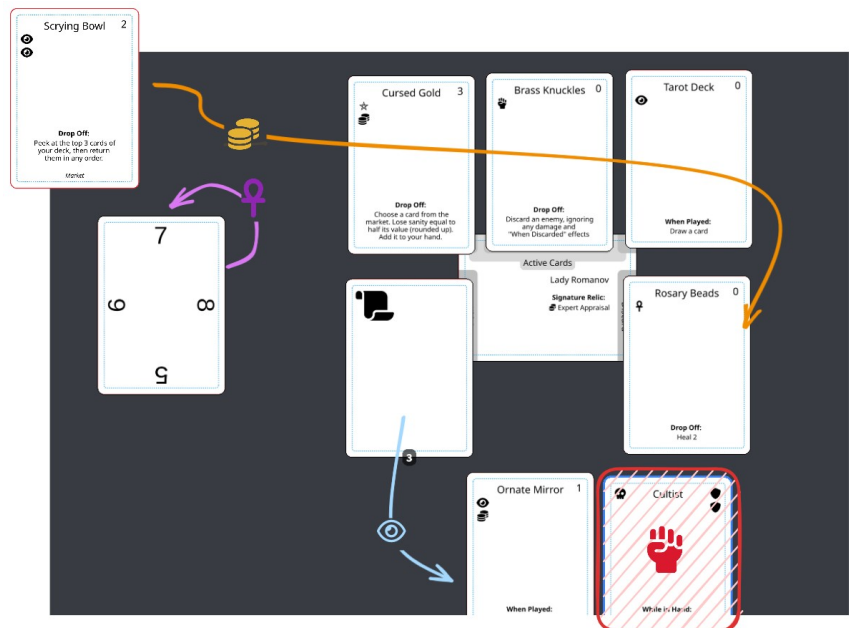 Scrying Bowl 2
Drop Off:
Peek at the top 3 cards of
your deck, then return
them in any order.
Market
Cursed Gold 3
Drop Off:
Choose a card from the
market. Lose sanity equal to
half its value (rounded up).
Add it to your hand.
Brass Knuckles 0
Drop Off:
Discard an enemy, ignoring
any damage and
"When Discarded" effects
Tarot Deck 0
When Played:
Draw a card
7
6
8
5
Active Cards
Lady Romanov
Signature Relic:
Expert Appraisal
Rosary Beads 0
Drop Off:
Heal 2
3
Ornate Mirror 1
When Played:
Cultist
While in Hand: